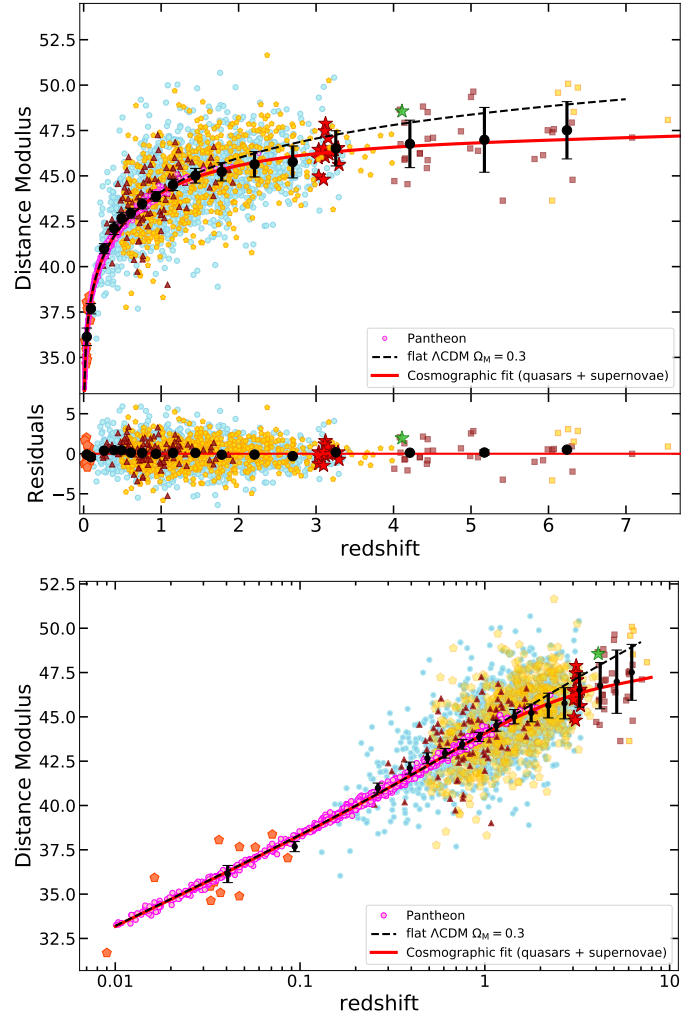 52.5
50.0
47.5
45.0
42.5
40.0
37.5
35.0
Distance Modulus
Pantheon
flat ΛCDM Ω_M = 0.3
Cosmographic fit (quasars + supernovae)
5
0
−5
Residuals
0 1 2 3 4 5 6 7
redshift
52.5
50.0
47.5
45.0
42.5
40.0
37.5
35.0
32.5
Distance Modulus
Pantheon
flat ΛCDM Ω_M = 0.3
Cosmographic fit (quasars + supernovae)
0.01 0.1 1 10
redshift